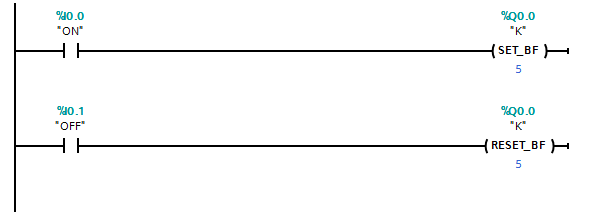 %I0.0
"ON"
%Q0.0
"K"
SET_BF
5
%I0.1
"OFF"
%Q0.0
"K"
RESET_BF
5